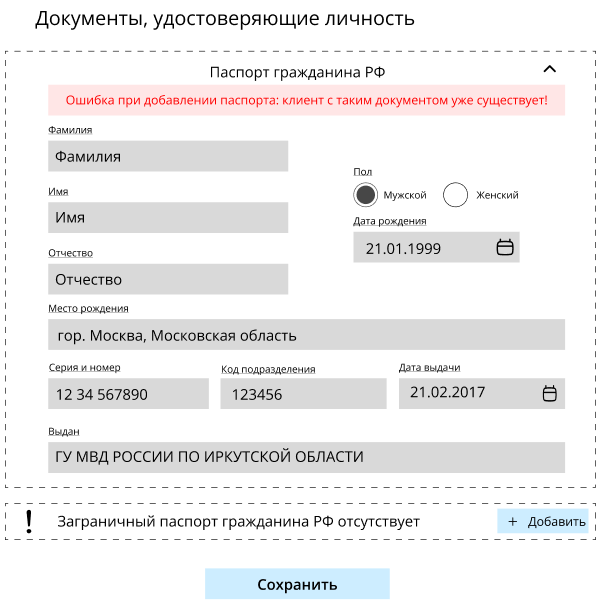 Документы, удостоверяющие личность
Паспорт гражданина РФ
Ошибка при добавлении паспорта: клиент с таким документом уже существует!
Фамилия
Фамилия
Имя
Имя
Отчество
Отчество
Пол
Мужской Женский
Дата рождения
21.01.1999
Место рождения
гор. Москва, Московская область
Серия и номер
12 34 567890
Код подразделения
123456
Дата выдачи
21.02.2017
Выдан
ГУ МВД РОССИИ ПО ИРКУТСКОЙ ОБЛАСТИ
! Заграничный паспорт гражданина РФ отсутствует
+ Добавить
Сохранить